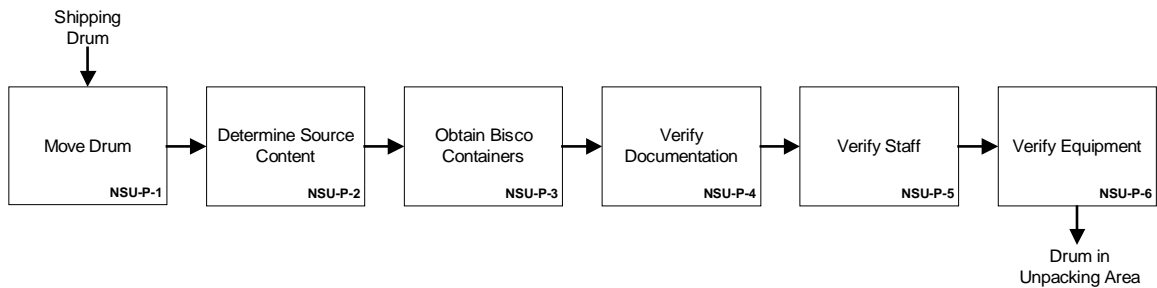 Shipping
Drum
Move Drum
NSU-P-1
Determine Source
Content
NSU-P-2
Obtain Bisco
Containers
NSU-P-3
Verify
Documentation
NSU-P-4
Verify Staff
NSU-P-5
Verify Equipment
NSU-P-6
Drum in
Unpacking Area